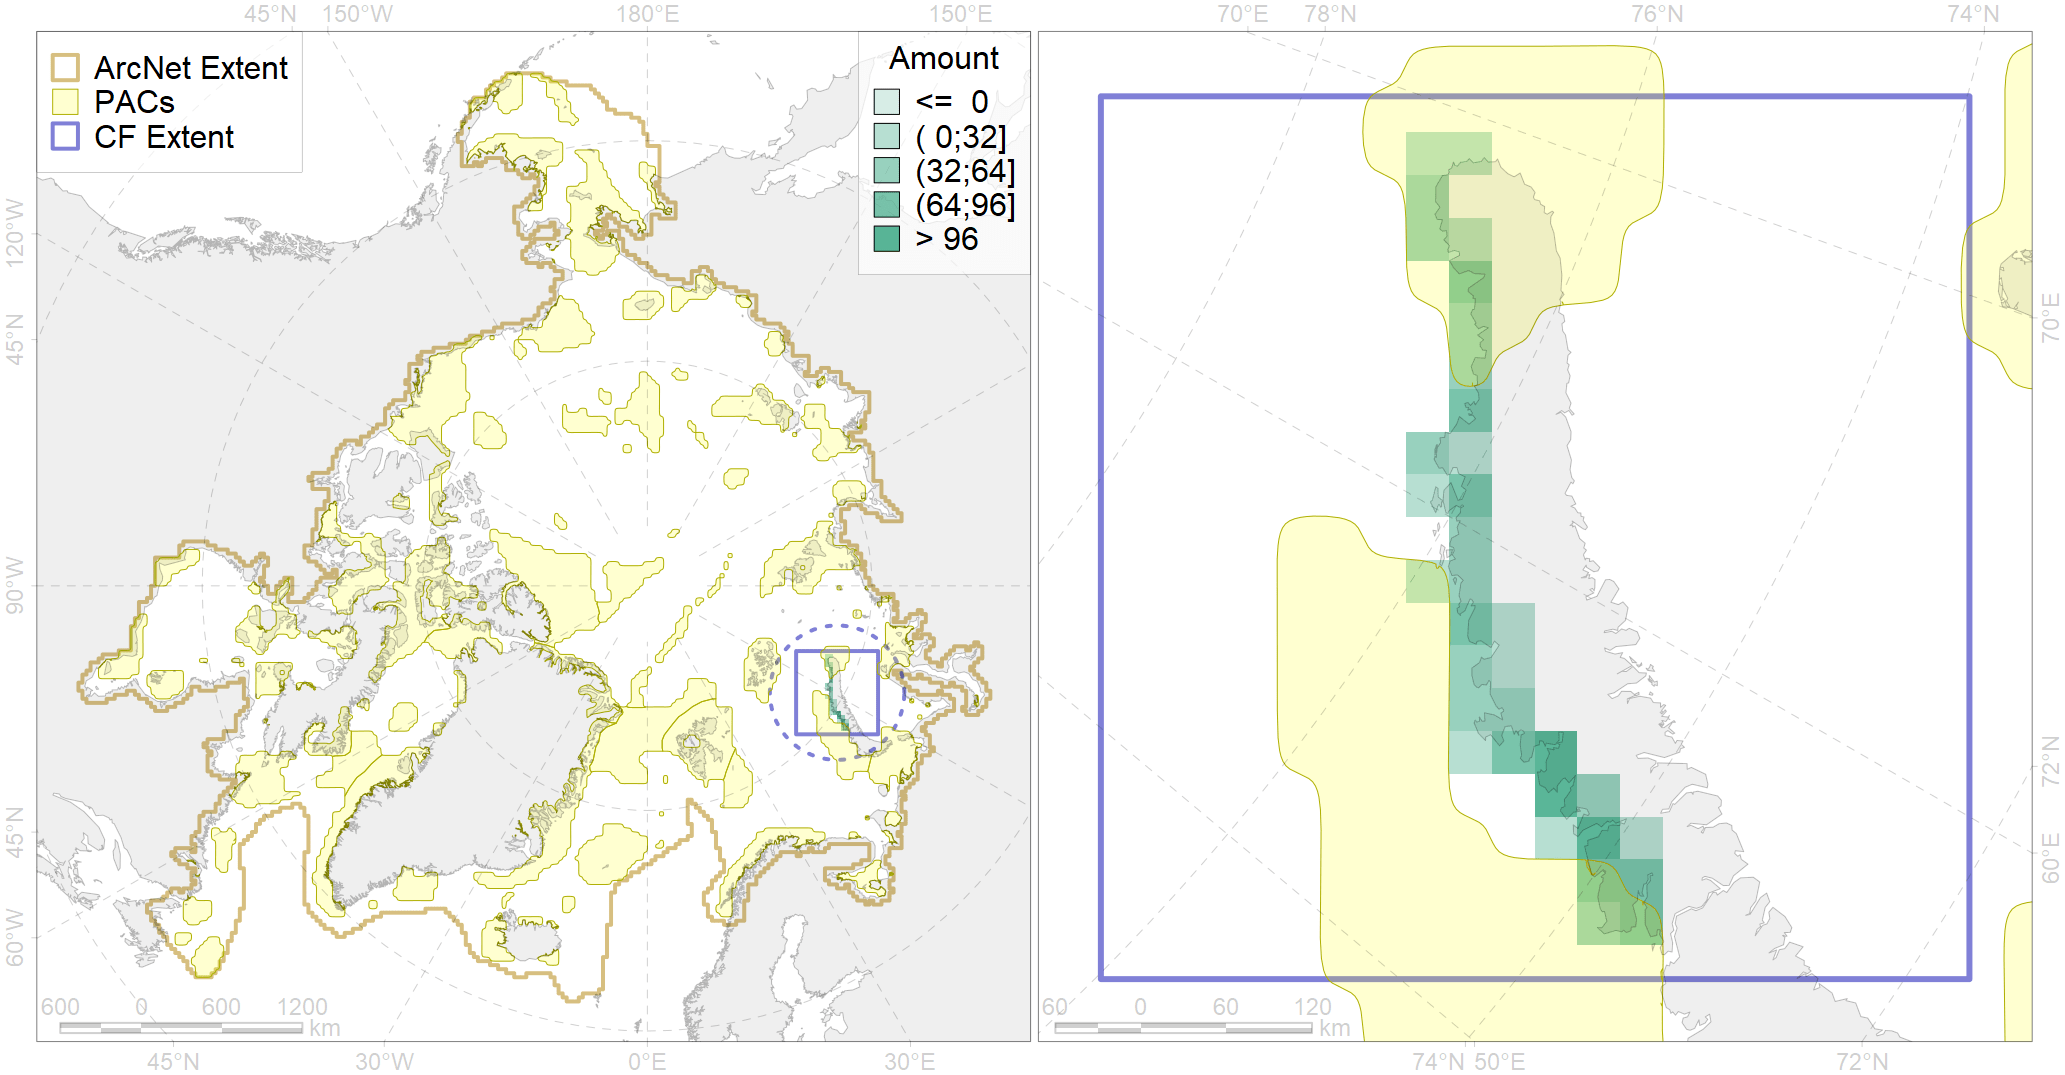 45°N 150°W 180°E 150°E 70°E 78°N 76°N 74°N
ArcNet Extent
PACs
CF Extent
Amount
<= 0
( 0;32]
(32;64]
(64;96]
> 96
120°W
45°N
90°W
45°N
60°W
70°E
72°N
60°E
600 0 600 1200
km
60 0 60 120
km
45°N 30°W 0°E 30°E 74°N 50°E 72°N